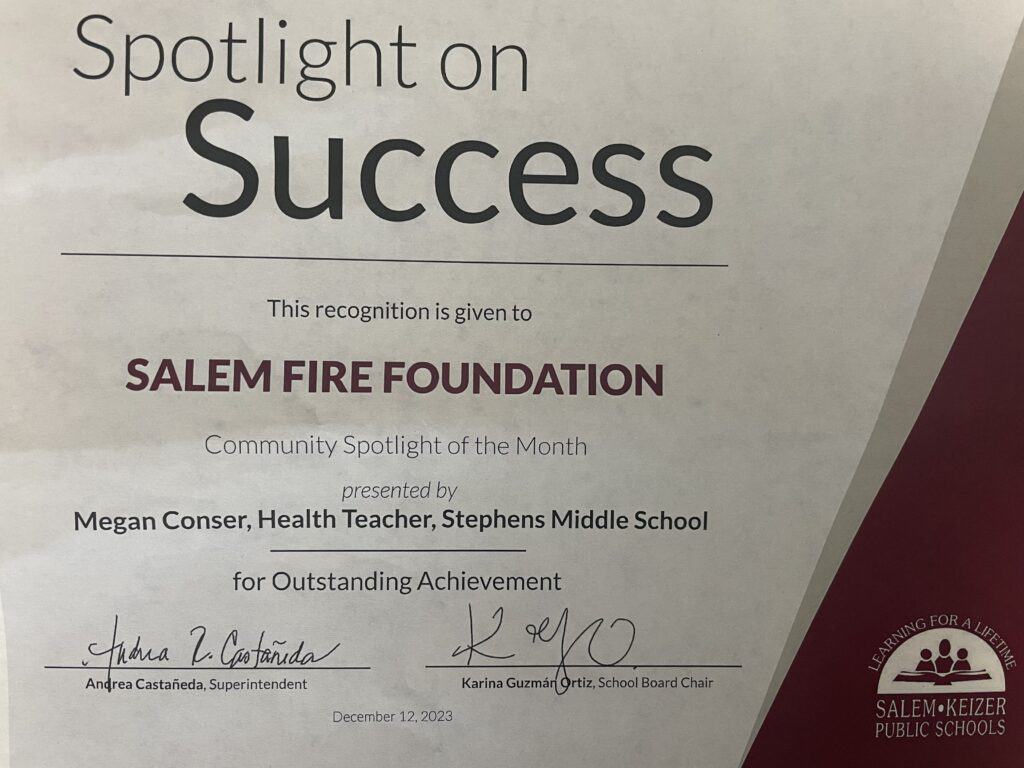 Spotlight on
Success
This recognition is given to
SALEM FIRE FOUNDATION
Community Spotlight of the Month
presented by
Megan Conser, Health Teacher, Stephens Middle School
for Outstanding Achievement
Andrea R. Castañeda
Andrea Castañeda, Superintendent
Karina Guzmán Ortiz, School Board Chair
December 12, 2023
LEARNING FOR A LIFETIME
SALEM•KEIZER
PUBLIC SCHOOLS